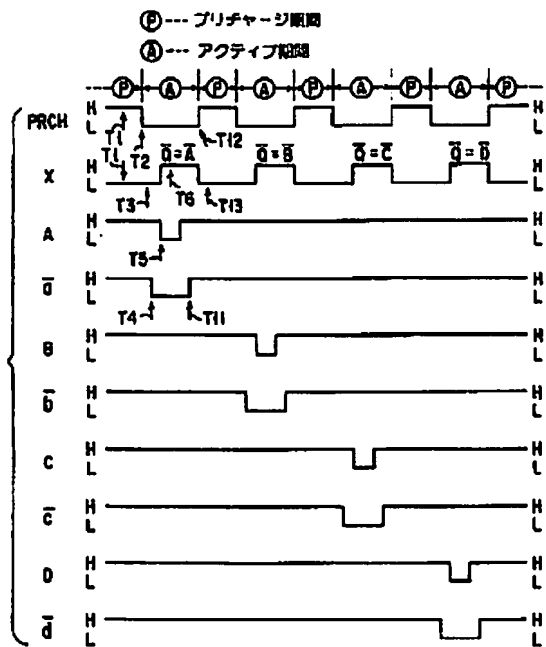 Ⓟ --- プリチャージ期間
Ⓐ --- アクティブ期間
Ⓟ Ⓐ Ⓟ Ⓐ Ⓟ Ⓐ Ⓟ Ⓐ Ⓟ
PRCH H L
T1 T2 T12
X H L
T1 Q̅=A̅ Q̅=B̅ Q̅=C̅ Q̅=D̅
T3 T6 T13
A H L H L
T5
a̅ H L H L
T4 T11
B H L H L
b̅ H L H L
C H L H L
c̅ H L H L
D H L H L
d̅ H L H L